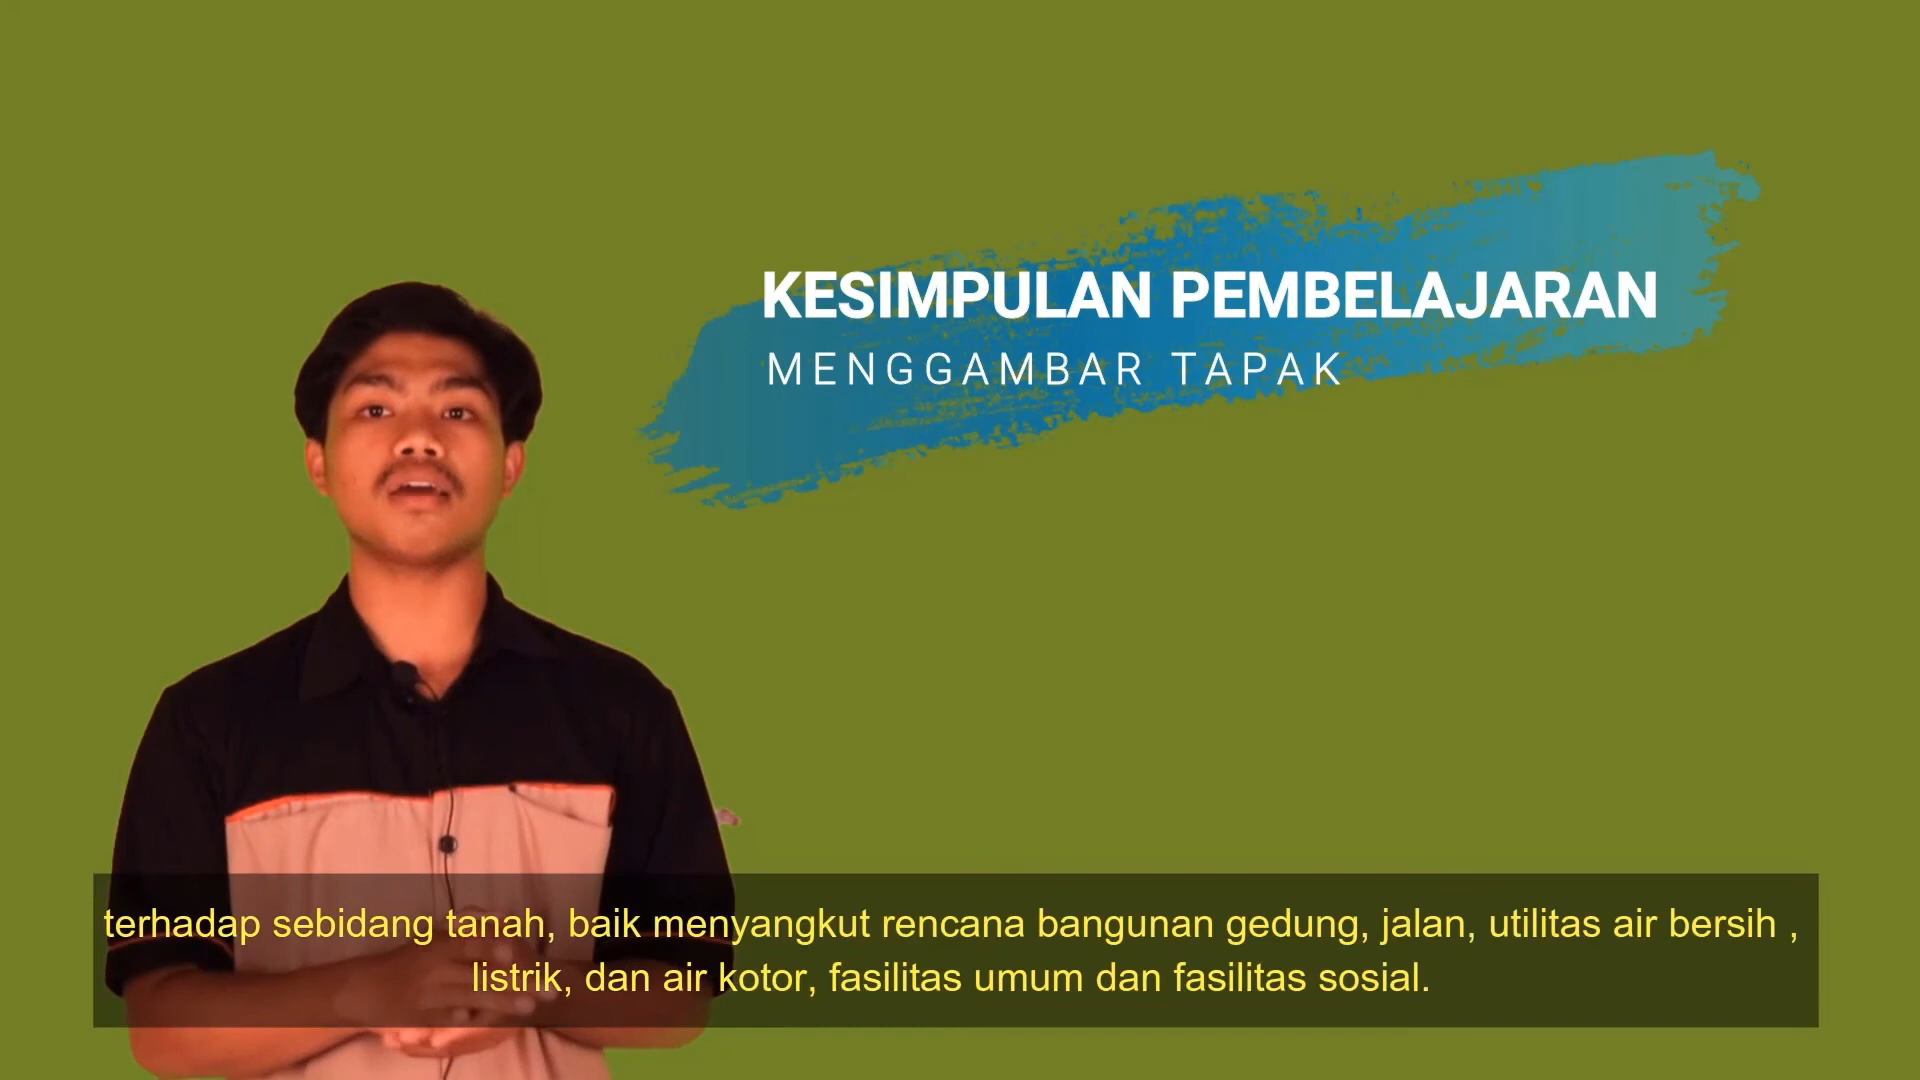 KESIMPULAN PEMBELAJARAN
MENGGAMBAR TAPAK
terhadap sebidang tanah, baik menyangkut rencana bangunan gedung, jalan, utilitas air bersih ,
listrik, dan air kotor, fasilitas umum dan fasilitas sosial.